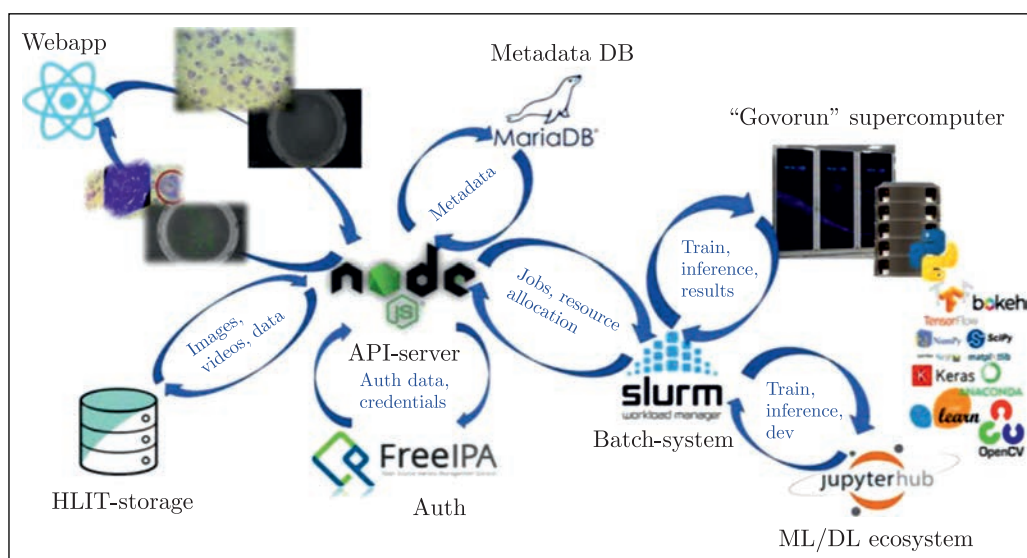 Webapp
Metadata DB
MariaDB
"Govorun" supercomputer
Metadata
Train,
inference,
results
node
JS
Jobs, resource
allocation
Images,
videos, data
API-server
Auth data,
credentials
TensorFlow
bokeh
NumPy
SciPy
Keras
ANACONDA
learn
OpenCV
slurm
workload manager
Batch-system
Train,
inference,
dev
FreeIPA
Auth
HLIT-storage
jupyterhub
ML/DL ecosystem